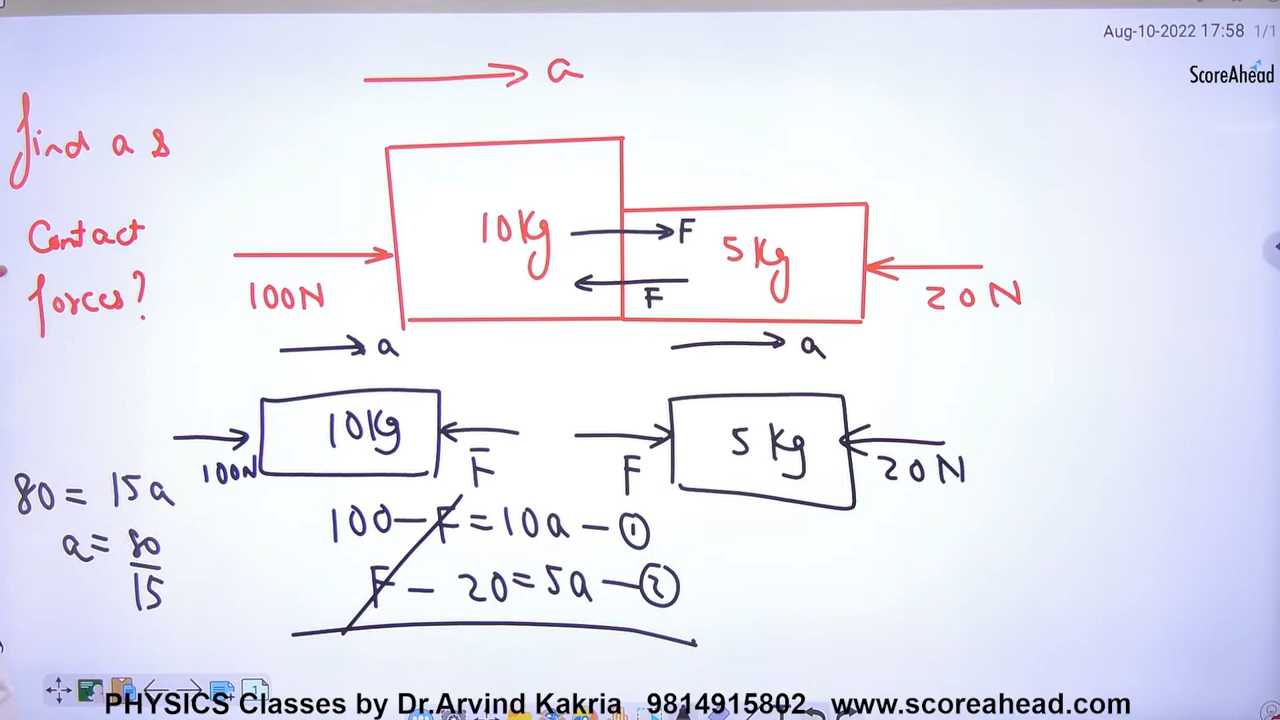 Aug-10-2022 17:58 1/1
ScoreAhead
a
find a &
Contact
forces?
10Kg
F
5 Kg
F
100N
20N
a
a
10Kg
5 Kg
100N
F
F
20N
80 = 15a
a = 80
15
100 - F = 10a - ①
F - 20 = 5a - ②
PHYSICS Classes by Dr.Arvind Kakria 9814915802 www.scoreahead.com